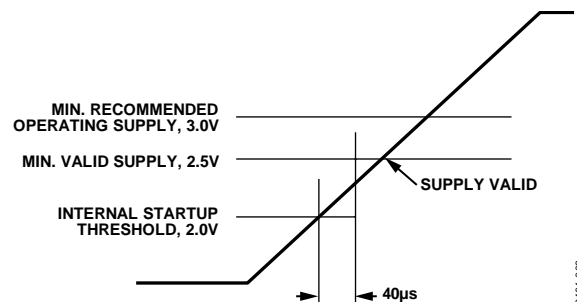 MIN. RECOMMENDED
OPERATING SUPPLY, 3.0V
MIN. VALID SUPPLY, 2.5V
SUPPLY VALID
INTERNAL STARTUP
THRESHOLD, 2.0V
40µs